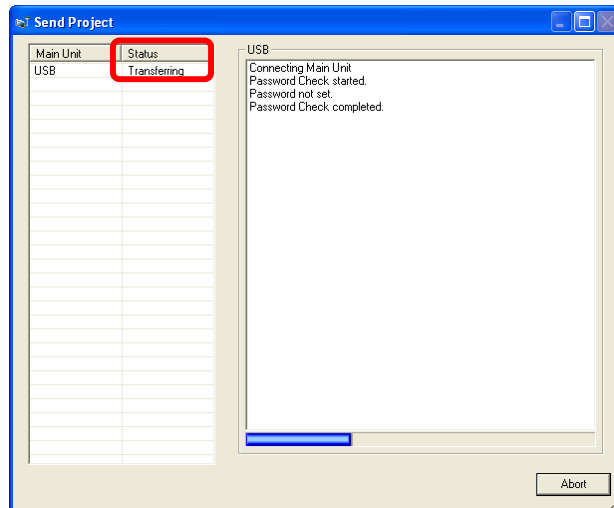 Send Project
Main Unit Status
USB Transferring
USB
Connecting Main Unit
Password Check started.
Password not set.
Password Check completed.
Abort